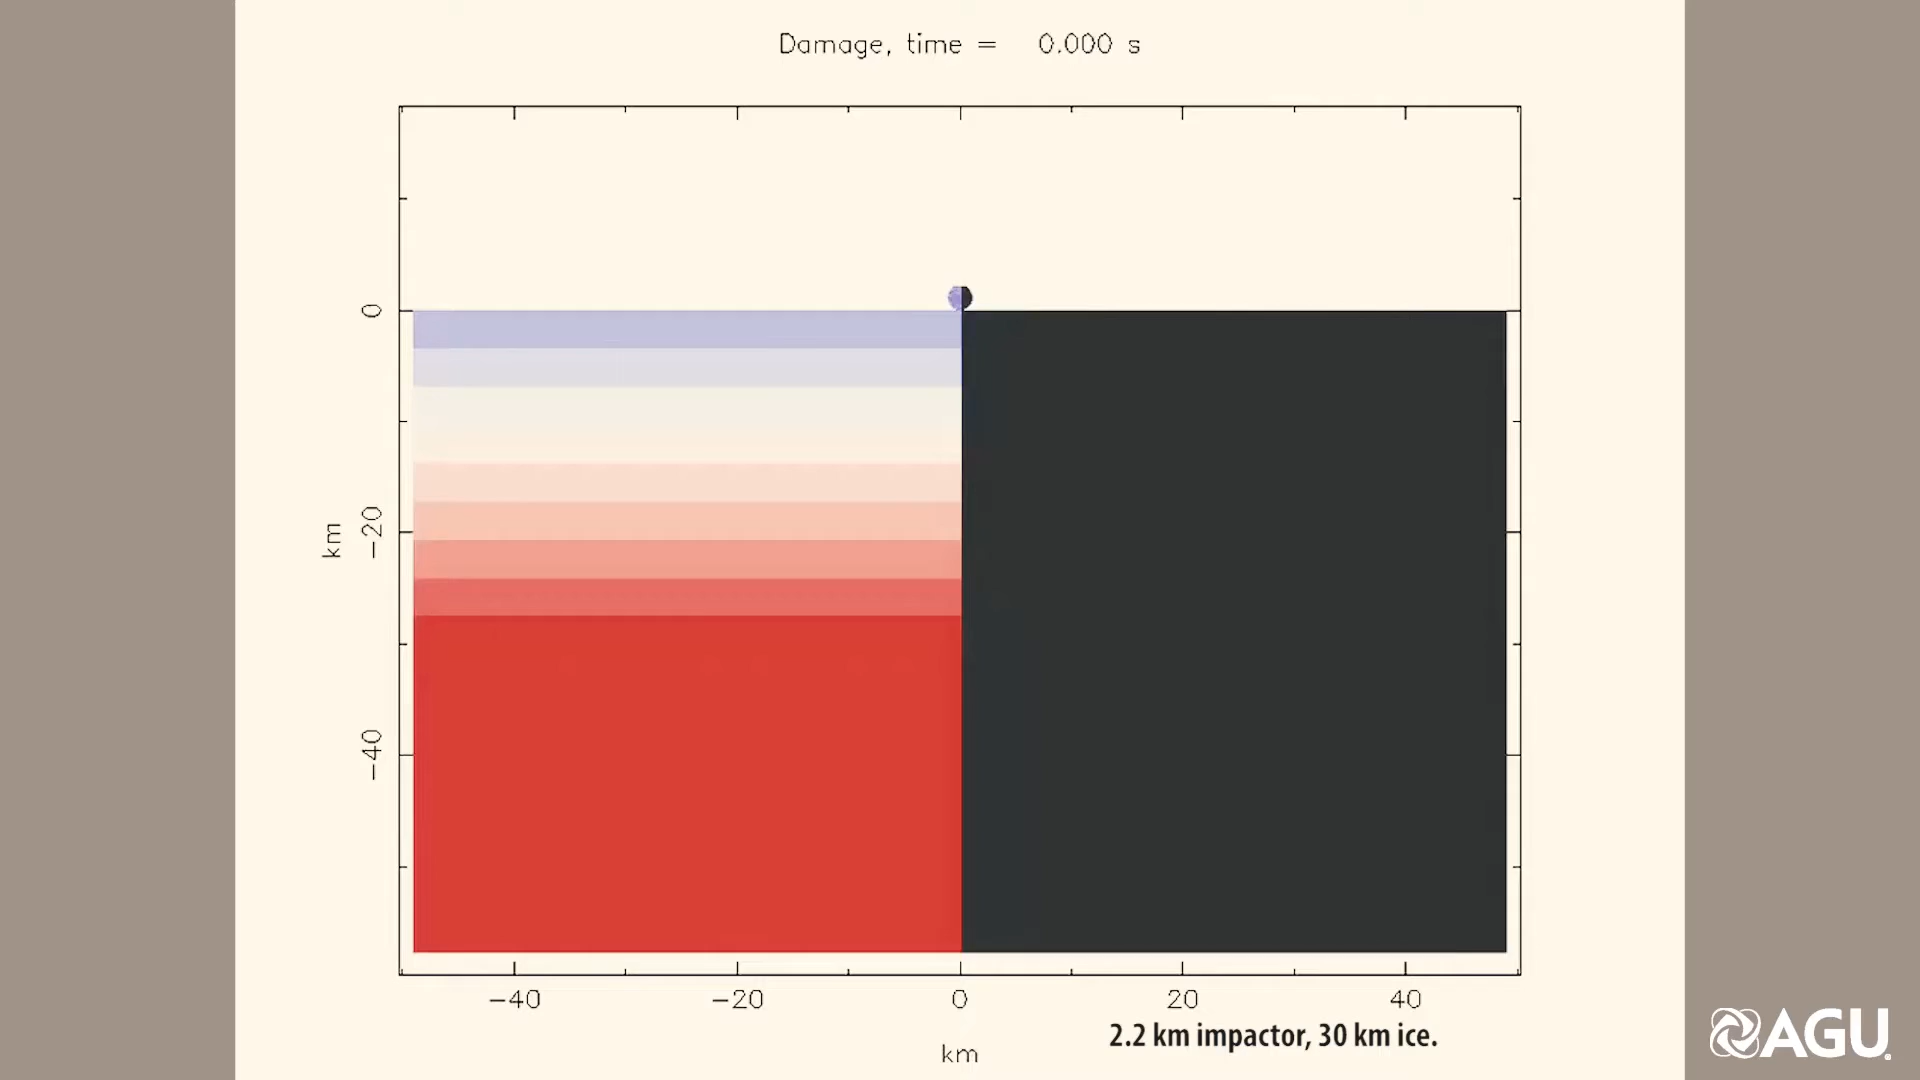 Damage, time = 0.000 s
0
−20
km
−40
−40 −20 0 20 40
2.2 km impactor, 30 km ice.
km
AGU